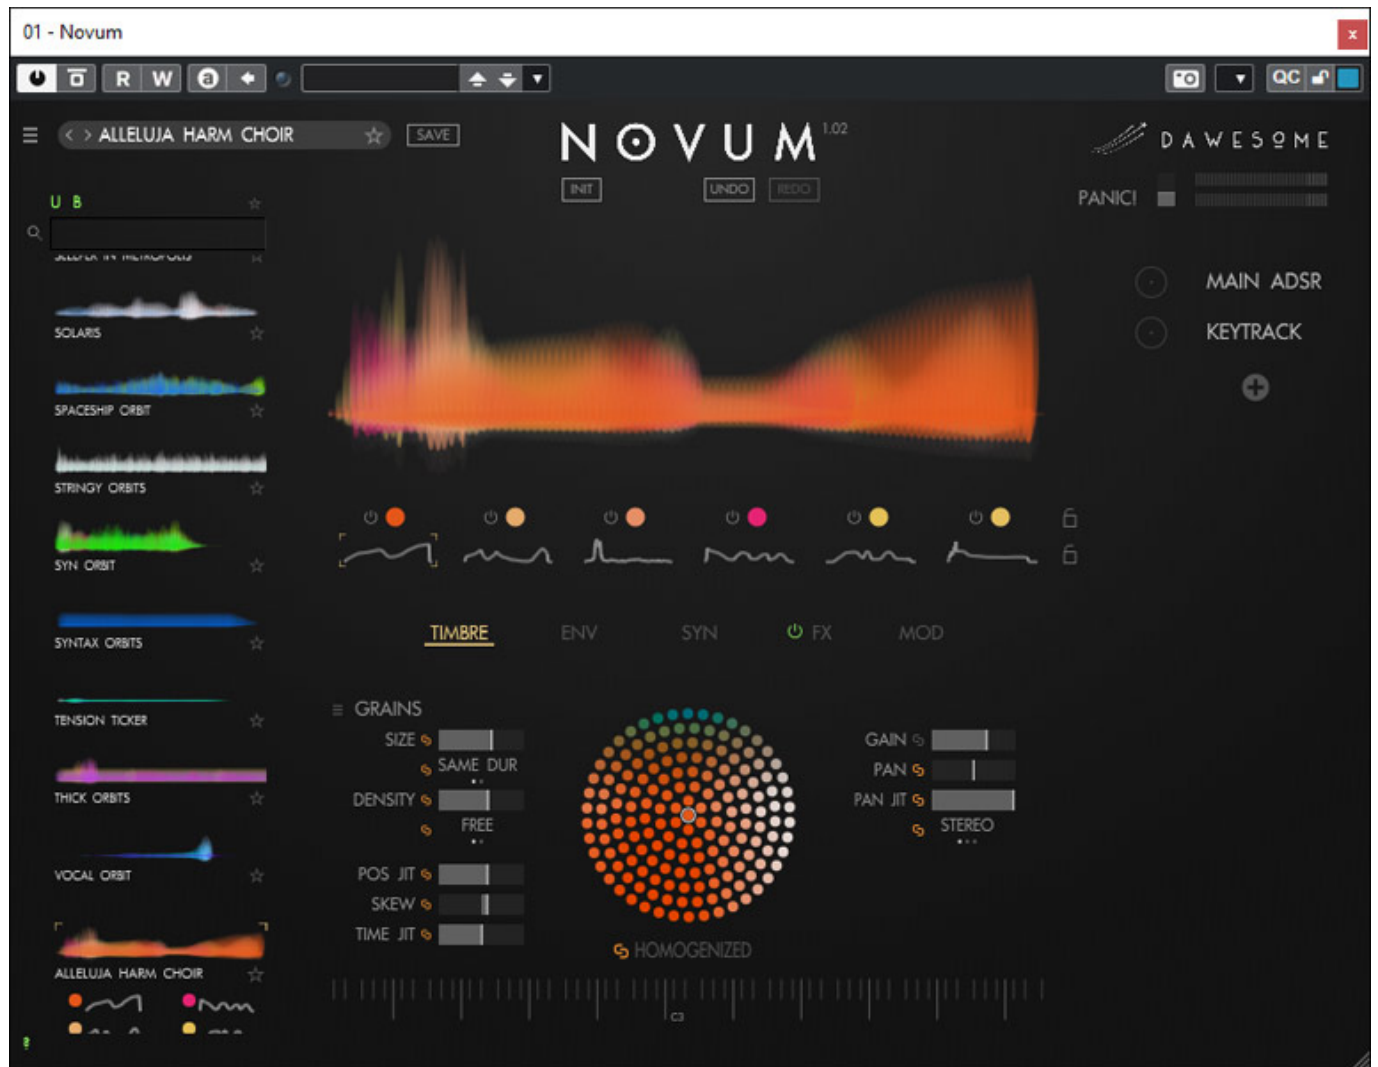 01 - Novum
x
R W a QC
ALLELUJA HARM CHOIR SAVE
NOVUM 1.02
DAWESOME
INIT UNDO REDO
PANIC!
U B
SLEEPER IN METROPOLIS
MAIN ADSR
KEYTRACK
SOLARIS
SPACESHIP ORBIT
STRINGY ORBITS
SYN ORBIT
SYNTAX ORBITS
TENSION TICKER
THICK ORBITS
VOCAL ORBIT
ALLELUJA HARM CHOIR
TIMBRE ENV SYN FX MOD
GRAINS
SIZE
SAME DUR
DENSITY
FREE
POS JIT
SKEW
TIME JIT
HOMOGENIZED
GAIN
PAN
PAN JIT
STEREO
C3
?